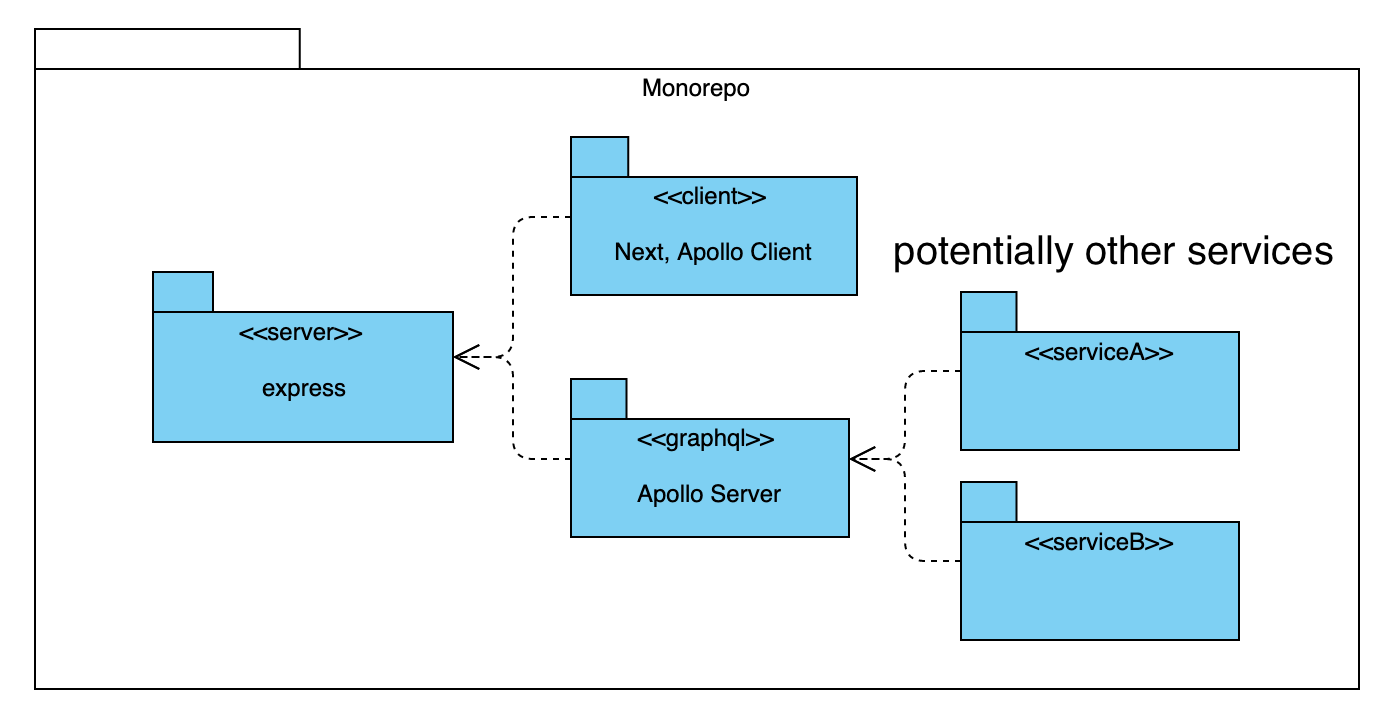 Monorepo
<<client>>
Next, Apollo Client
potentially other services
<<server>>
express
<<serviceA>>
<<graphql>>
Apollo Server
<<serviceB>>